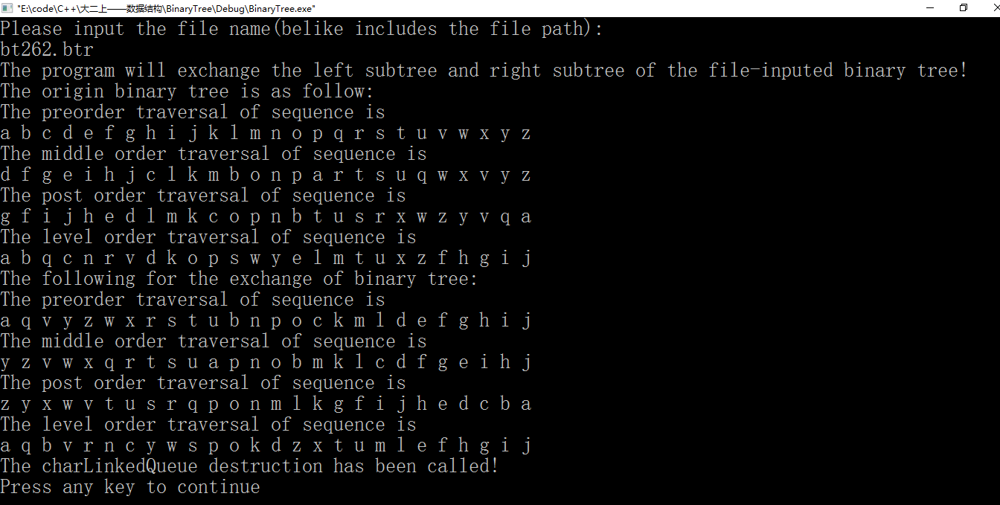 "E:\code\C++\大二上——数据结构\BinaryTree\Debug\BinaryTree.exe"
Please input the file name(belike includes the file path):
bt262.btr
The program will exchange the left subtree and right subtree of the file-inputed binary tree!
The origin binary tree is as follow:
The preorder traversal of sequence is
a b c d e f g h i j k l m n o p q r s t u v w x y z
The middle order traversal of sequence is
d f g e i h j c l k m b o n p a r t s u q w x v y z
The post order traversal of sequence is
g f i j h e d l m k c o p n b t u s r x w z y v q a
The level order traversal of sequence is
a b q c n r v d k o p s w y e l m t u x z f h g i j
The following for the exchange of binary tree:
The preorder traversal of sequence is
a q v y z w x r s t u b n p o c k m l d e f g h i j
The middle order traversal of sequence is
y z v w x q r t s u a p n o b m k l c d f g e i h j
The post order traversal of sequence is
z y x w v t u s r q p o n m l k g f i j h e d c b a
The level order traversal of sequence is
a q b v r n c y w s p o k d z x t u m l e f h g i j
The charLinkedQueue destruction has been called!
Press any key to continue